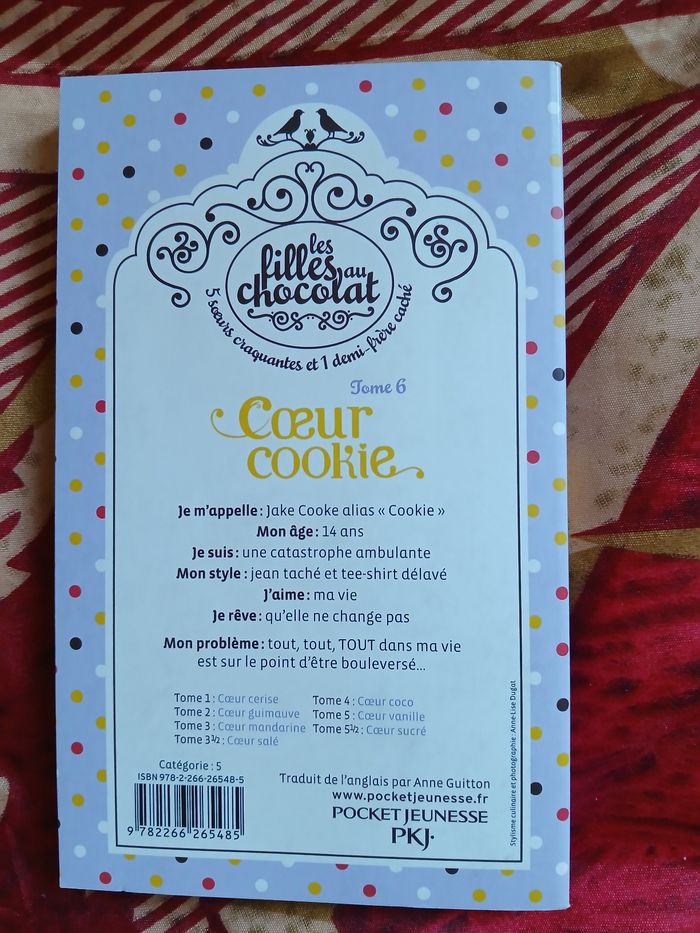 les
filles au
chocolat
5 sœurs craquantes et 1 demi-frère caché
Tome 6
Cœur
cookie
Je m'appelle : Jake Cooke alias « Cookie »
Mon âge : 14 ans
Je suis : une catastrophe ambulante
Mon style : jean taché et tee-shirt délavé
J'aime : ma vie
Je rêve : qu'elle ne change pas
Mon problème : tout, tout, TOUT dans ma vie
est sur le point d'être bouleversé...
Tome 1 : Cœur cerise
Tome 2 : Cœur guimauve
Tome 3 : Cœur mandarine
Tome 3 1/2 : Cœur salé
Tome 4 : Cœur coco
Tome 5 : Cœur vanille
Tome 5 1/2 : Cœur sucré
Catégorie : 5
ISBN 978-2-266-26548-5
9 782266 265485
Traduit de l'anglais par Anne Guitton
www.pocketjeunesse.fr
POCKET JEUNESSE
PKJ.
Stylisme culinaire et photographie : Anne-Lise Dugat